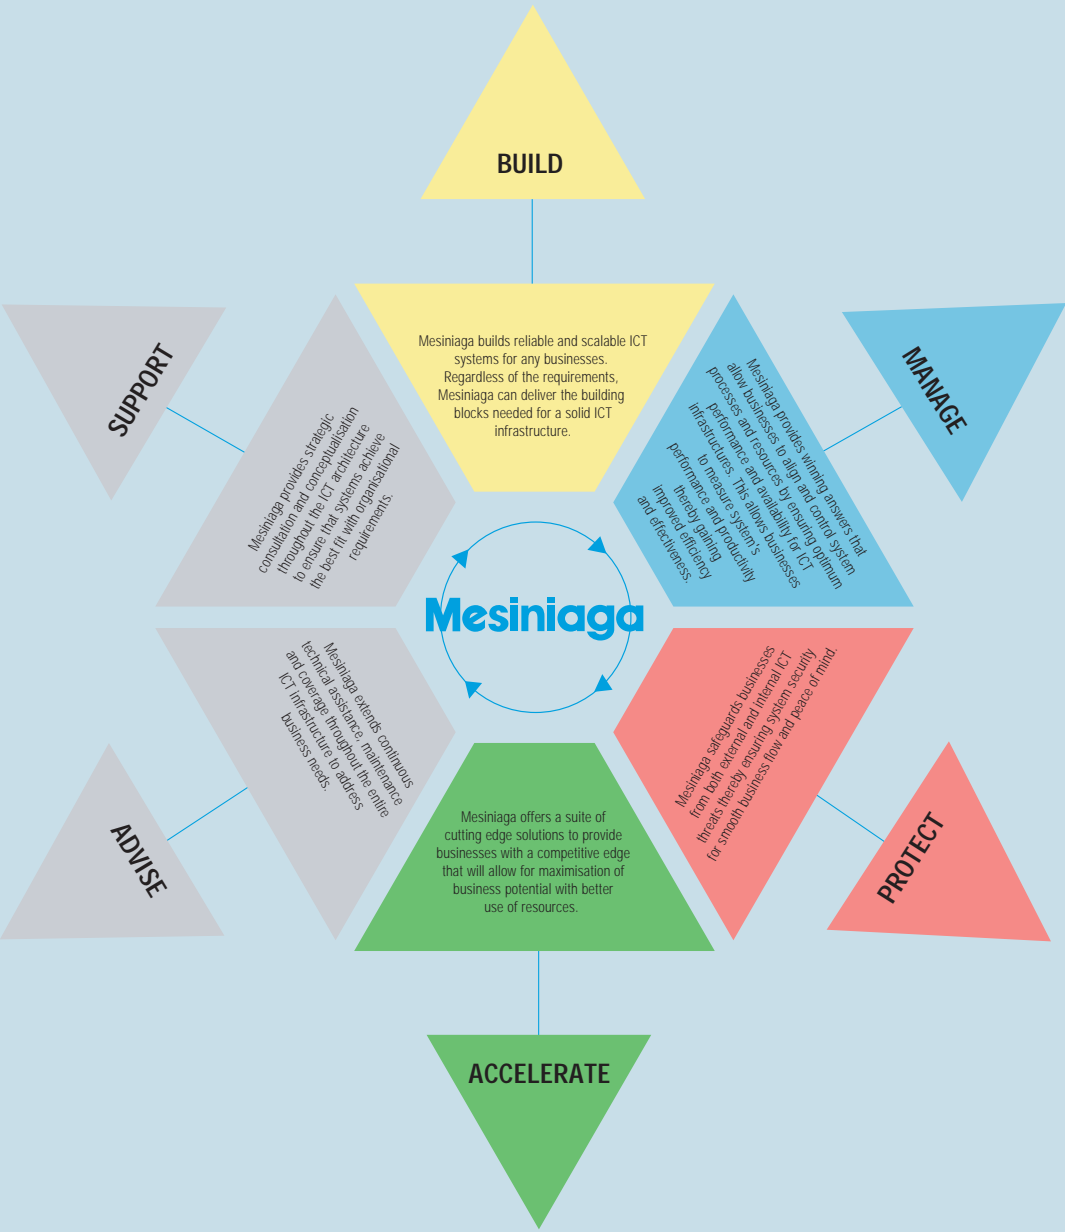 BUILD
Mesiniaga builds reliable and scalable ICT
systems for any businesses.
Regardless of the requirements,
Mesiniaga can deliver the building
blocks needed for a solid ICT
infrastructure.
MANAGE
Mesiniaga provides winning answers that
allow businesses to align and control system
processes and resources by ensuring optimum
performance and availability for ICT
infrastructures. This allows businesses
to measure system's
performance and productivity
thereby gaining
improved efficiency
and effectiveness.
PROTECT
Mesiniaga safeguards businesses
from both external and internal ICT
threats thereby ensuring system security
for smooth business flow and peace of mind.
ACCELERATE
Mesiniaga offers a suite of
cutting edge solutions to provide
businesses with a competitive edge
that will allow for maximisation of
business potential with better
use of resources.
ADVISE
Mesiniaga extends continuous
technical assistance, maintenance
and coverage throughout the entire
ICT infrastructure to address
business needs.
SUPPORT
Mesiniaga provides strategic
consultation and conceptualisation
throughout the ICT architecture
to ensure that systems achieve
the best fit with organisational
requirements.
Mesiniaga